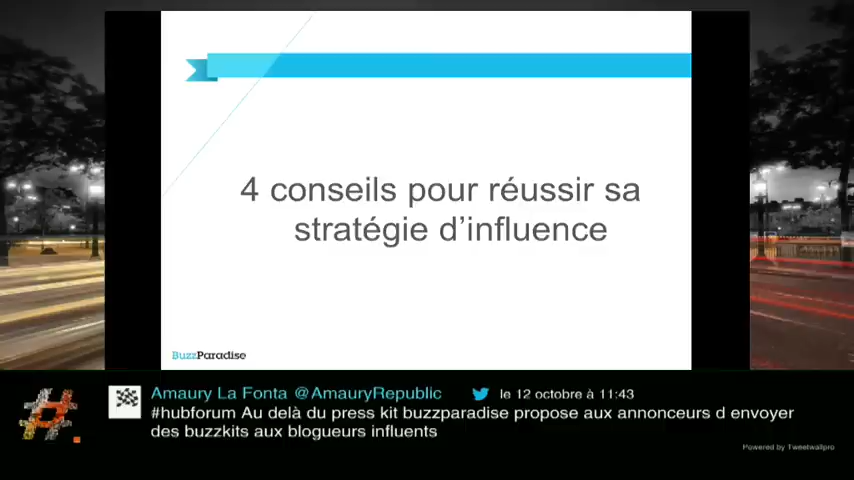 4 conseils pour réussir sa
stratégie d'influence
BuzzParadise
Amaury La Fonta @AmauryRepublic le 12 octobre à 11:43
#hubforum Au delà du press kit buzzparadise propose aux annonceurs d envoyer
des buzzkits aux blogueurs influents
Powered by Tweetwallpro